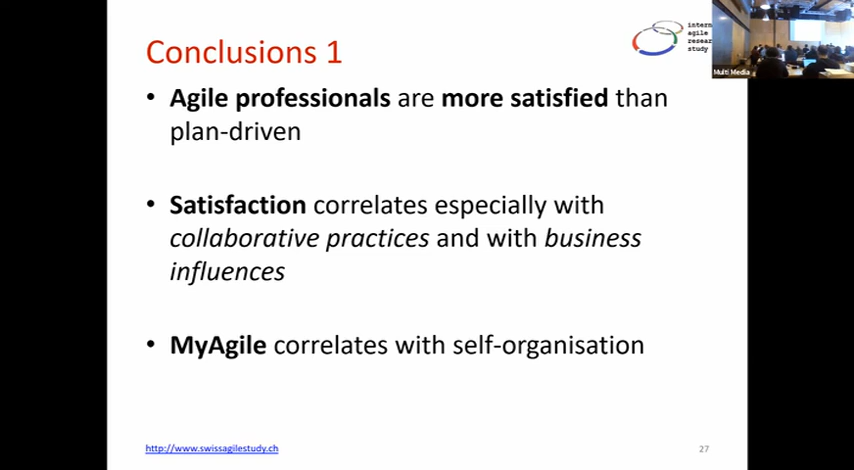 Conclusions 1
intern
agile
resear
study
Multi Media
• Agile professionals are more satisfied than
plan-driven
• Satisfaction correlates especially with
collaborative practices and with business
influences
• MyAgile correlates with self-organisation
http://www.swissagilestudy.ch
27